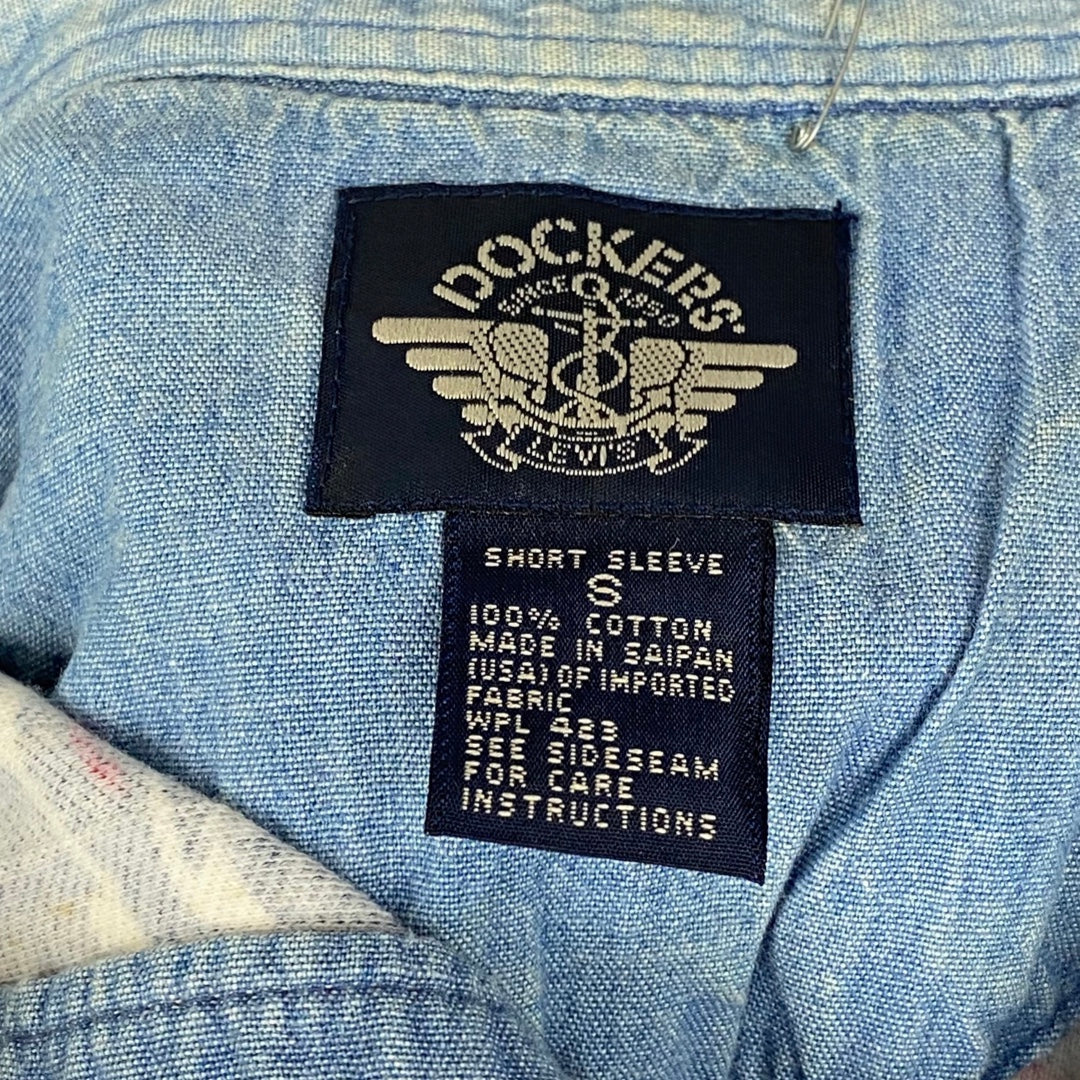 DOCKERS
SINCE 1850
LEVI'S
SHORT SLEEVE
S
100% COTTON
MADE IN SAIPAN
(USA) OF IMPORTED
FABRIC
WPL 423
SEE SIDESEAM
FOR CARE
INSTRUCTIONS